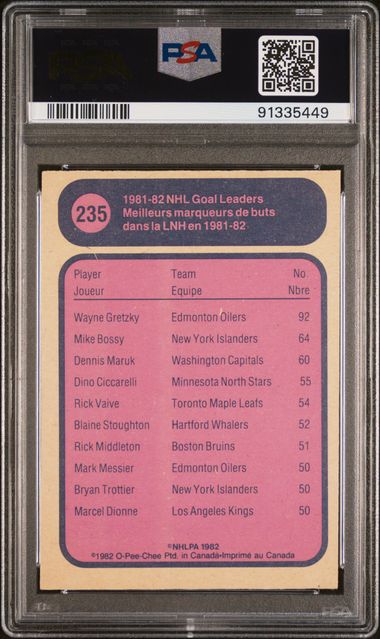 PSA
91335449
235
1981-82 NHL Goal Leaders
Meilleurs marqueurs de buts
dans la LNH en 1981-82
Player Team No.
Joueur Equipe Nbre
Wayne Gretzky Edmonton Oilers 92
Mike Bossy New York Islanders 64
Dennis Maruk Washington Capitals 60
Dino Ciccarelli Minnesota North Stars 55
Rick Vaive Toronto Maple Leafs 54
Blaine Stoughton Hartford Whalers 52
Rick Middleton Boston Bruins 51
Mark Messier Edmonton Oilers 50
Bryan Trottier New York Islanders 50
Marcel Dionne Los Angeles Kings 50
©NHLPA 1982
©1982 O-Pee-Chee Ptd. in Canada•Imprimé au Canada
PSA